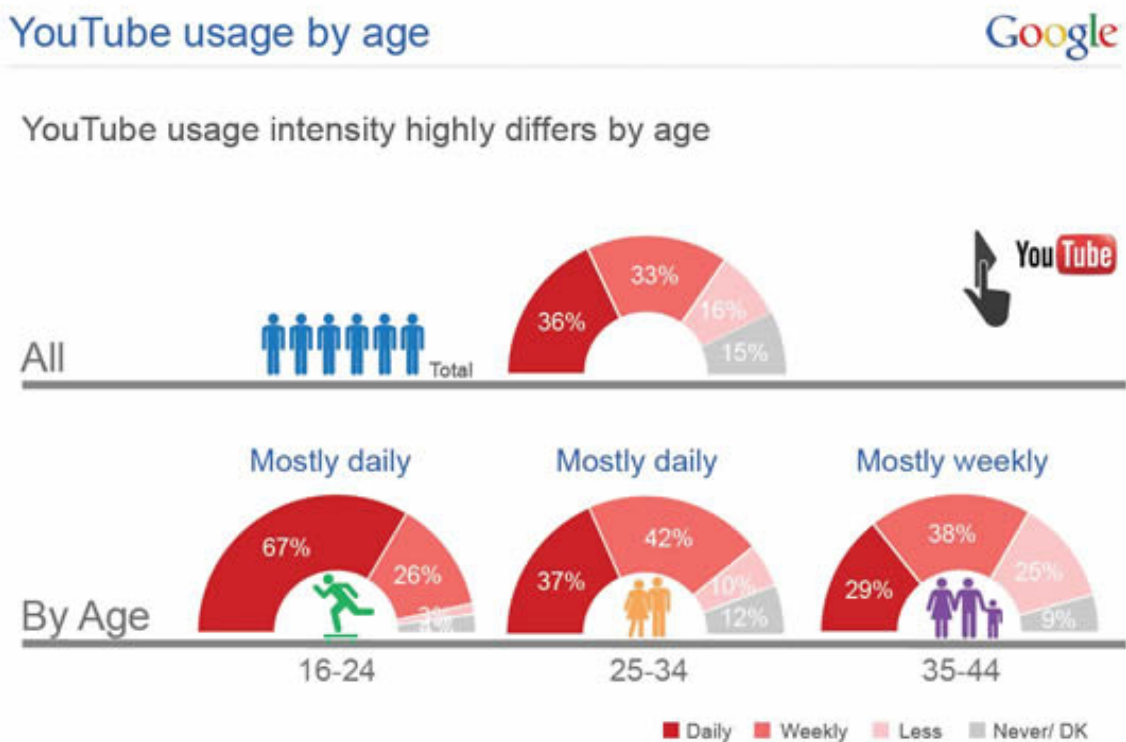 YouTube usage by age
Google
YouTube usage intensity highly differs by age
You Tube
33%
36%
16%
15%
All
Total
Mostly daily
Mostly daily
Mostly weekly
67%
26%
37%
42%
10%
12%
29%
38%
25%
9%
By Age
16-24
25-34
35-44
Daily
Weekly
Less
Never/ DK